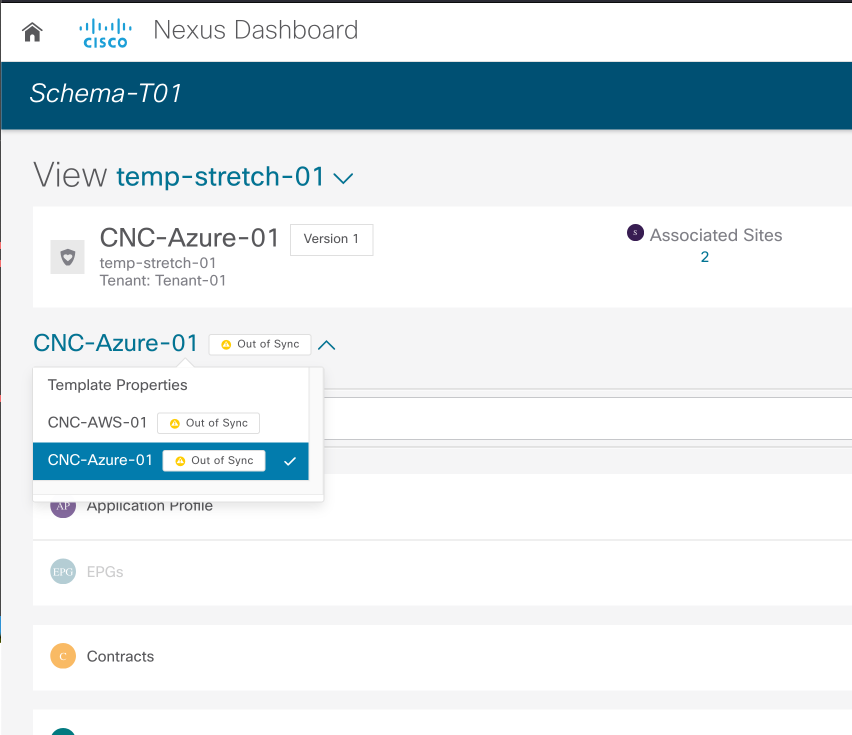 CISCO Nexus Dashboard
Schema-T01
View temp-stretch-01
CNC-Azure-01 Version 1
temp-stretch-01
Tenant: Tenant-01
S Associated Sites
2
CNC-Azure-01 Out of Sync
Template Properties
CNC-AWS-01 Out of Sync
CNC-Azure-01 Out of Sync
AP Application Profile
EPG EPGs
C Contracts